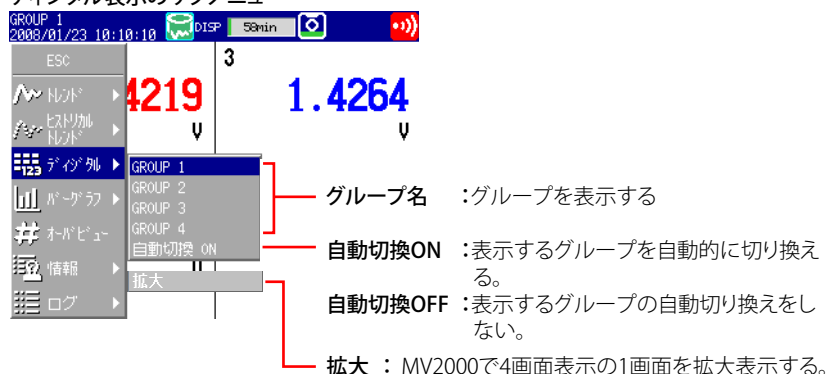 ディジタル表示のサブメニュー
GROUP 1
2008/01/23 10:10:10 DISP 58min
ESC
トレンド
ヒストリカル
トレンド
ディジタル
バーグラフ
オーバビュー
情報
ログ
4219
V
3
1.4264
V
GROUP 1
GROUP 2
GROUP 3
GROUP 4
自動切換 ON
拡大
グループ名 :グループを表示する
自動切換ON :表示するグループを自動的に切り換え
る。
自動切換OFF :表示するグループの自動切り換えをし
ない。
拡大 : MV2000で4画面表示の1画面を拡大表示する。